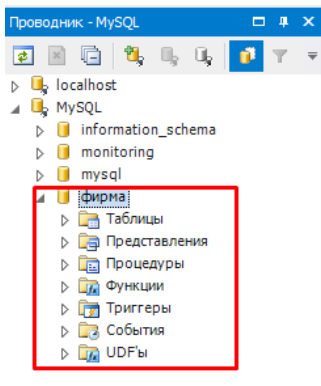 Проводник - MySQL
localhost
MySQL
information_schema
monitoring
mysql
фирма
Таблицы
Представления
Процедуры
Функции
Триггеры
События
UDF'ы